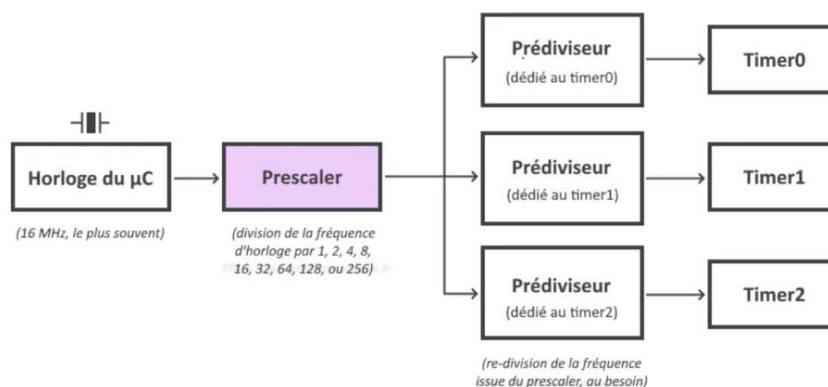 Prédiviseur
(dédié au timer0)
Timer0
Horloge du µC
(16 MHz, le plus souvent)
Prescaler
(division de la fréquence
d'horloge par 1, 2, 4, 8,
16, 32, 64, 128, ou 256)
Prédiviseur
(dédié au timer1)
Timer1
Prédiviseur
(dédié au timer2)
Timer2
(re-division de la fréquence
issue du prescaler, au besoin)